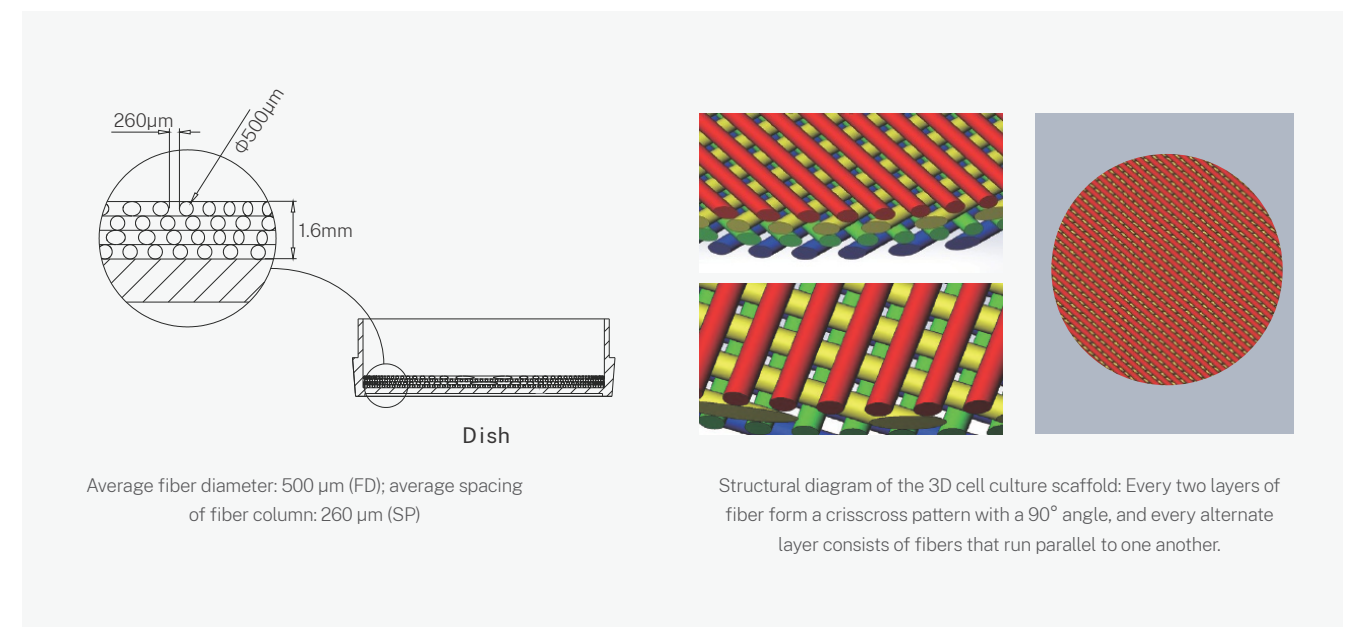 260μm
Φ500μm
1.6mm
Dish
Average fiber diameter: 500 μm (FD); average spacing
of fiber column: 260 μm (SP)
Structural diagram of the 3D cell culture scaffold: Every two layers of
fiber form a crisscross pattern with a 90° angle, and every alternate
layer consists of fibers that run parallel to one another.